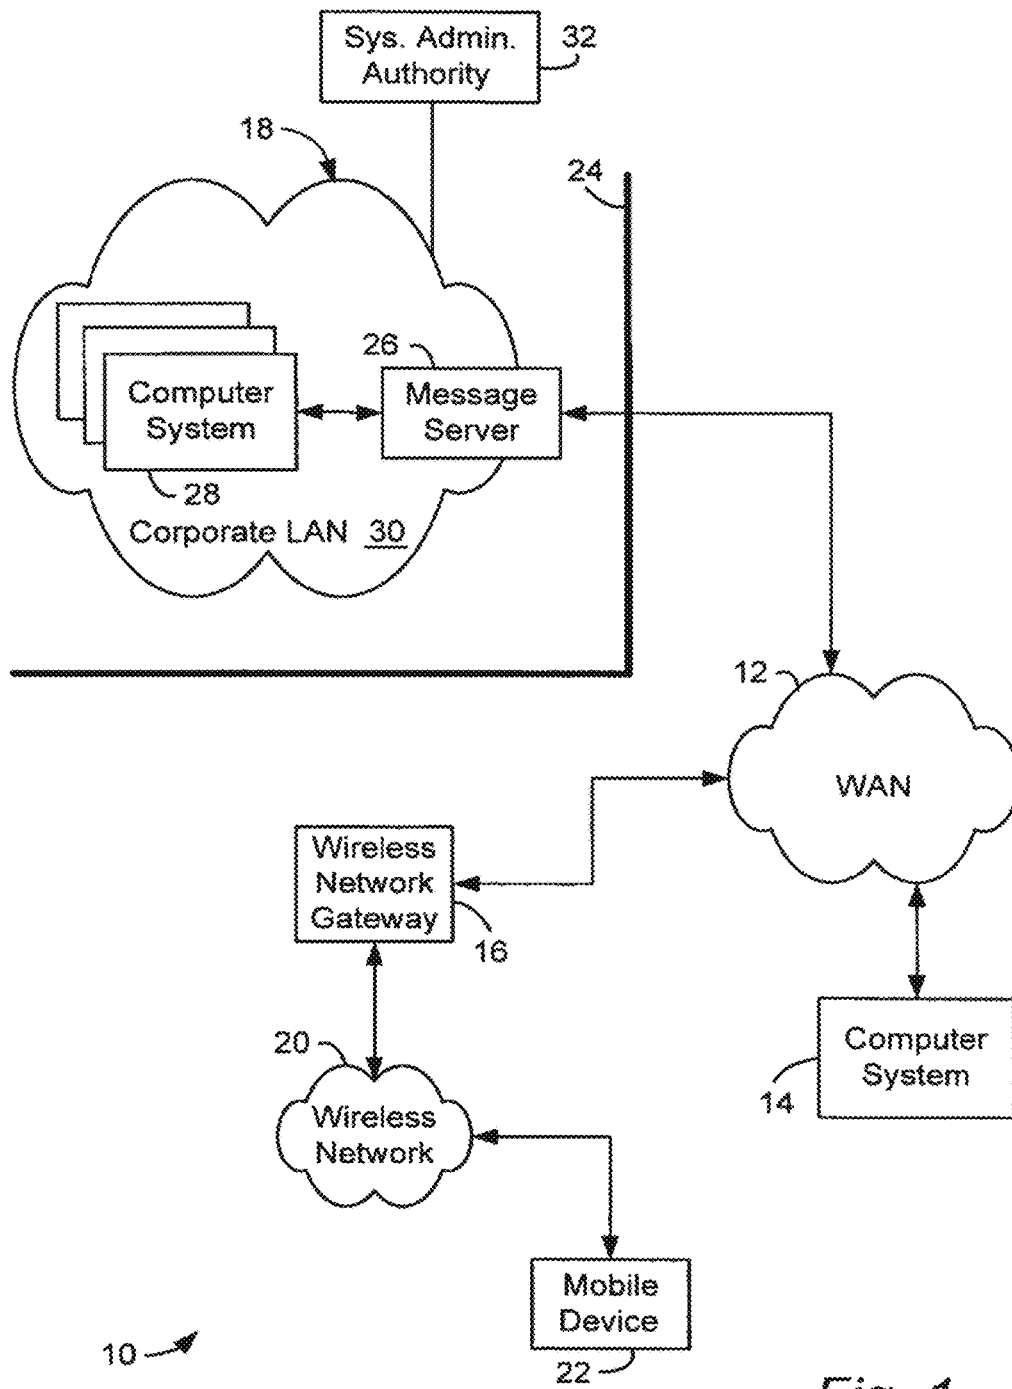 Sys. Admin.
Authority
32
18
24
26
Computer
System
Message
Server
28
Corporate LAN 30
12
WAN
Wireless
Network
Gateway
16
20
Wireless
Network
Computer
System
14
Mobile
Device
22
10